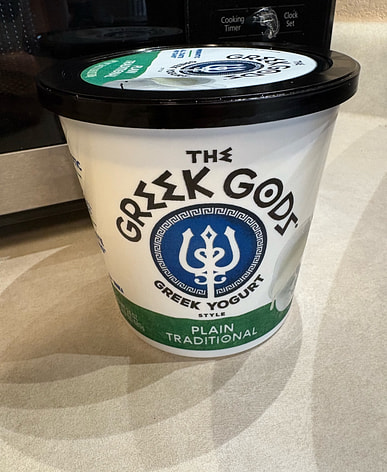 Cooking
Timer
Clock
Set
THE
GREEK GODS
GREEK YOGURT
STYLE
PLAIN
TRADITIONAL